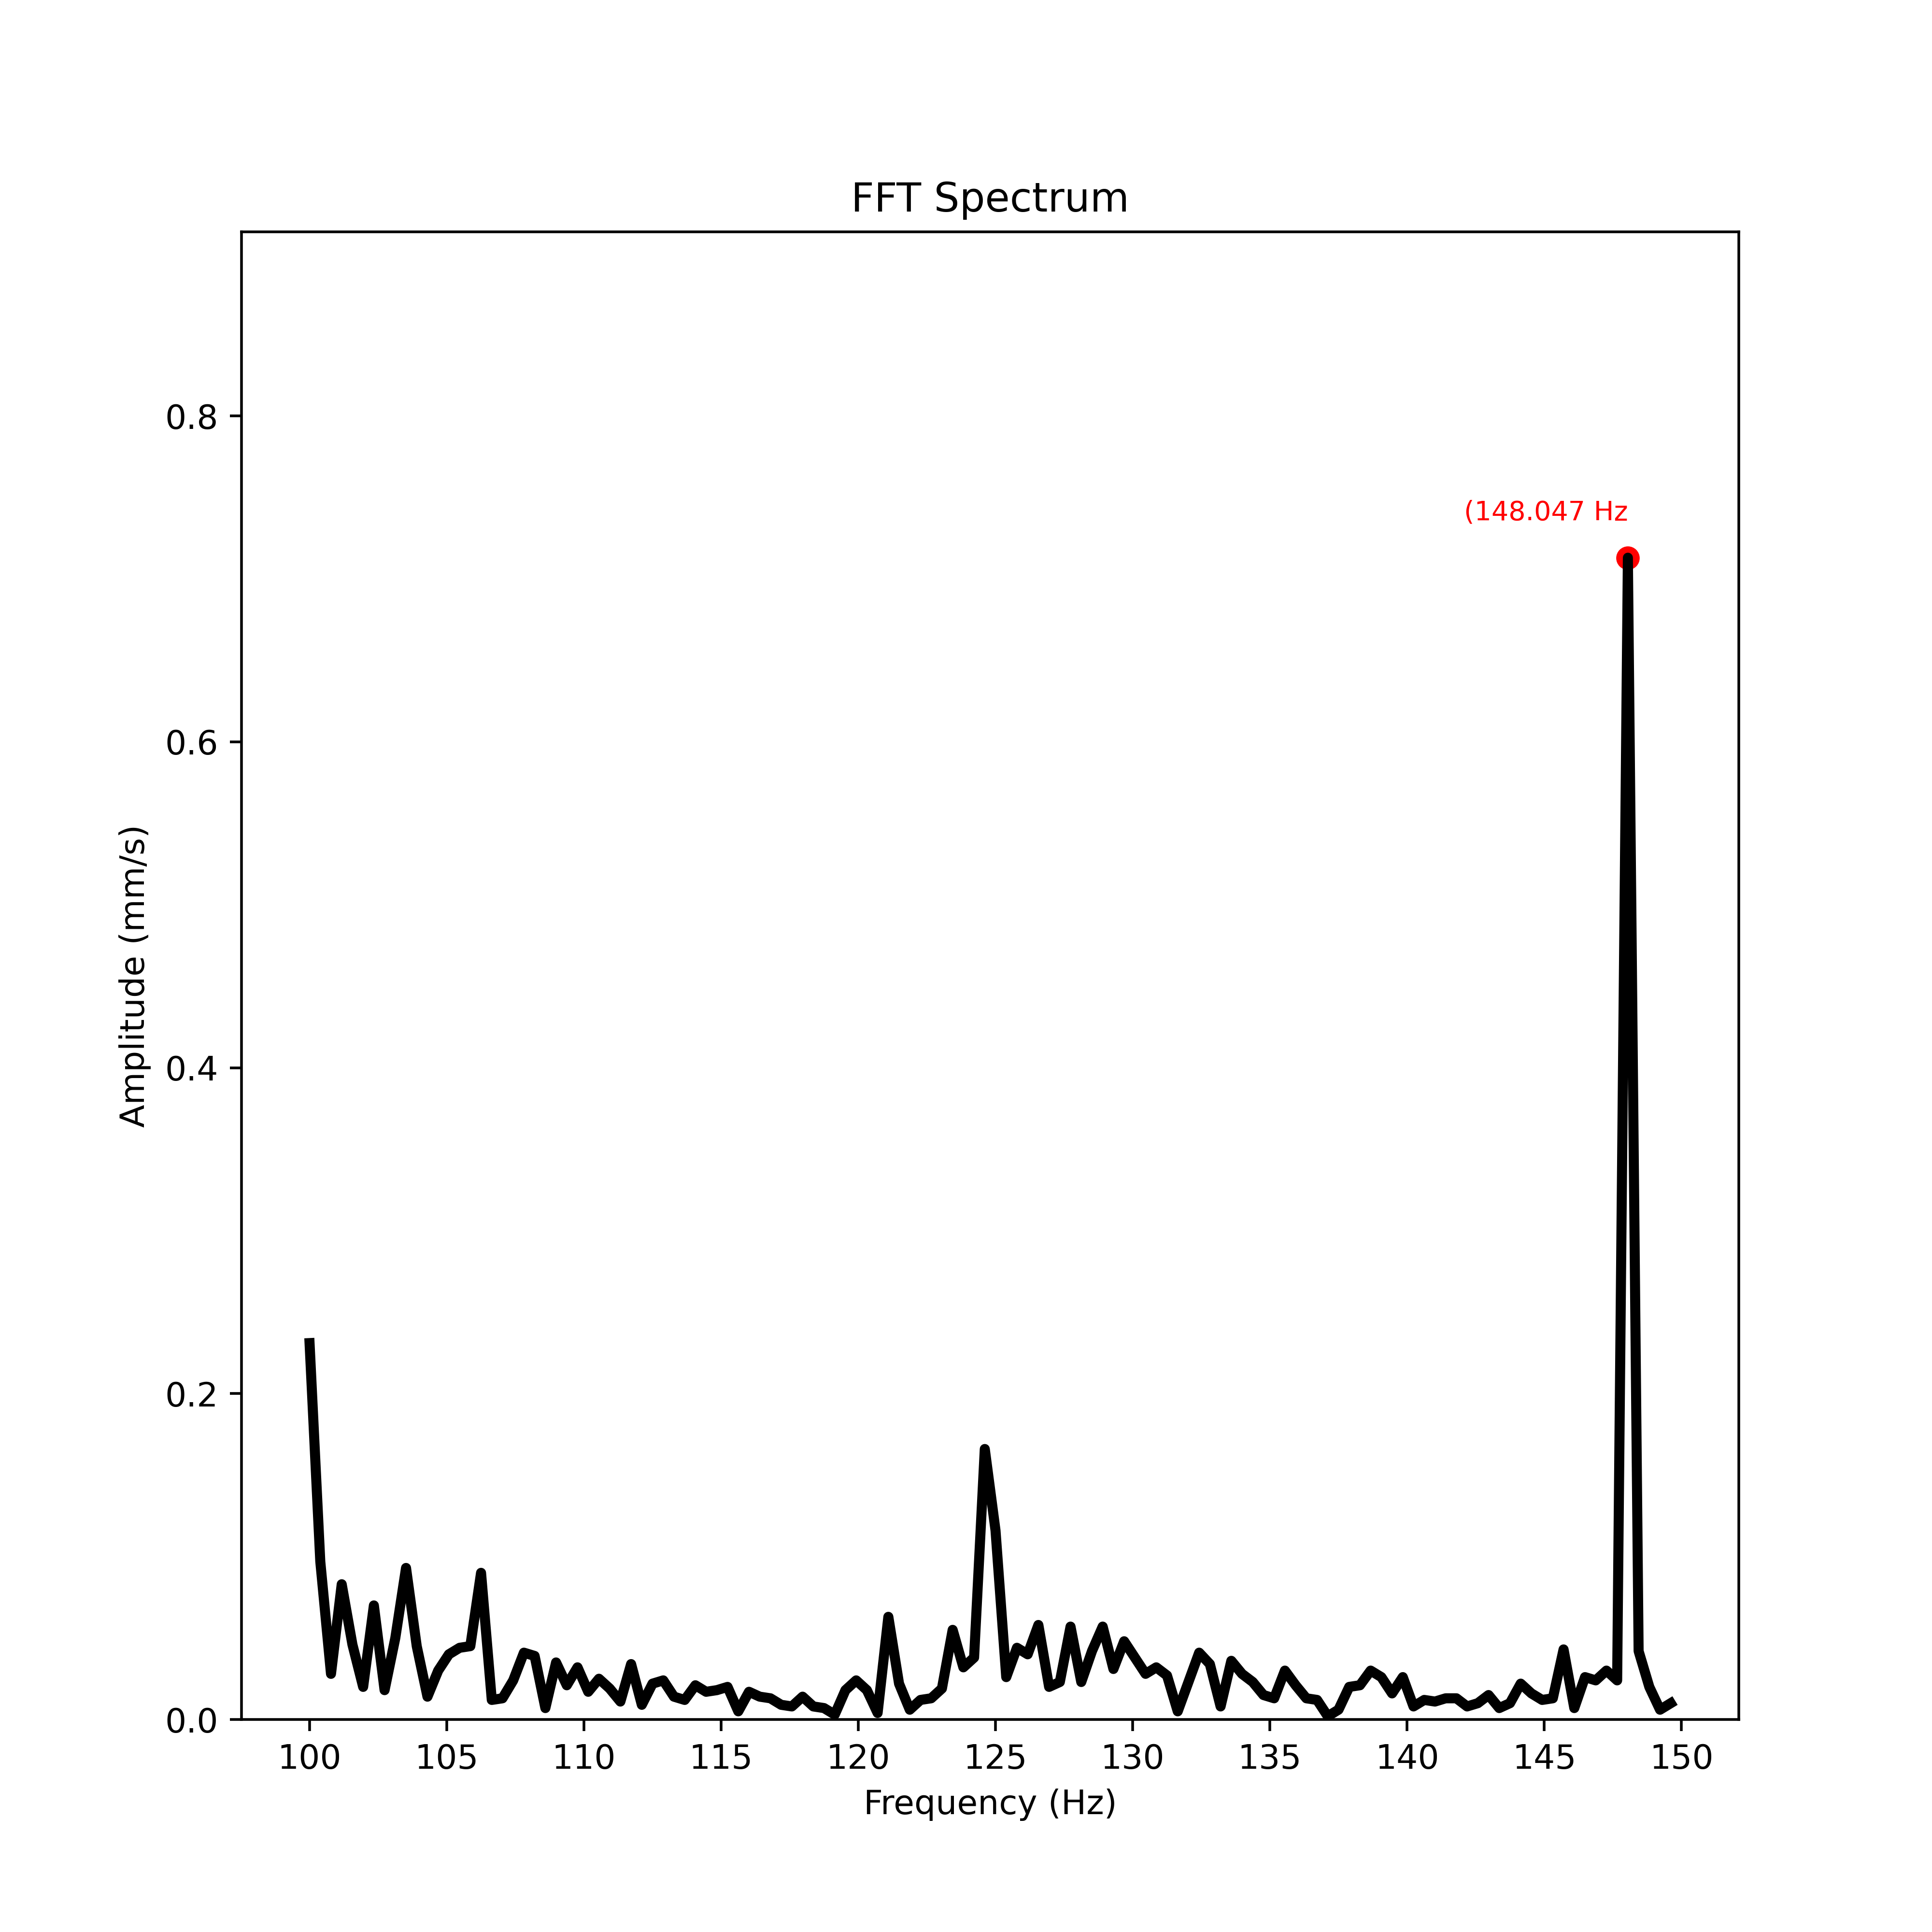 FFT Spectrum
0.8
(148.047 Hz
0.6
Amplitude (mm/s)
0.4
0.2
0.0
100 105 110 115 120 125 130 135 140 145 150
Frequency (Hz)